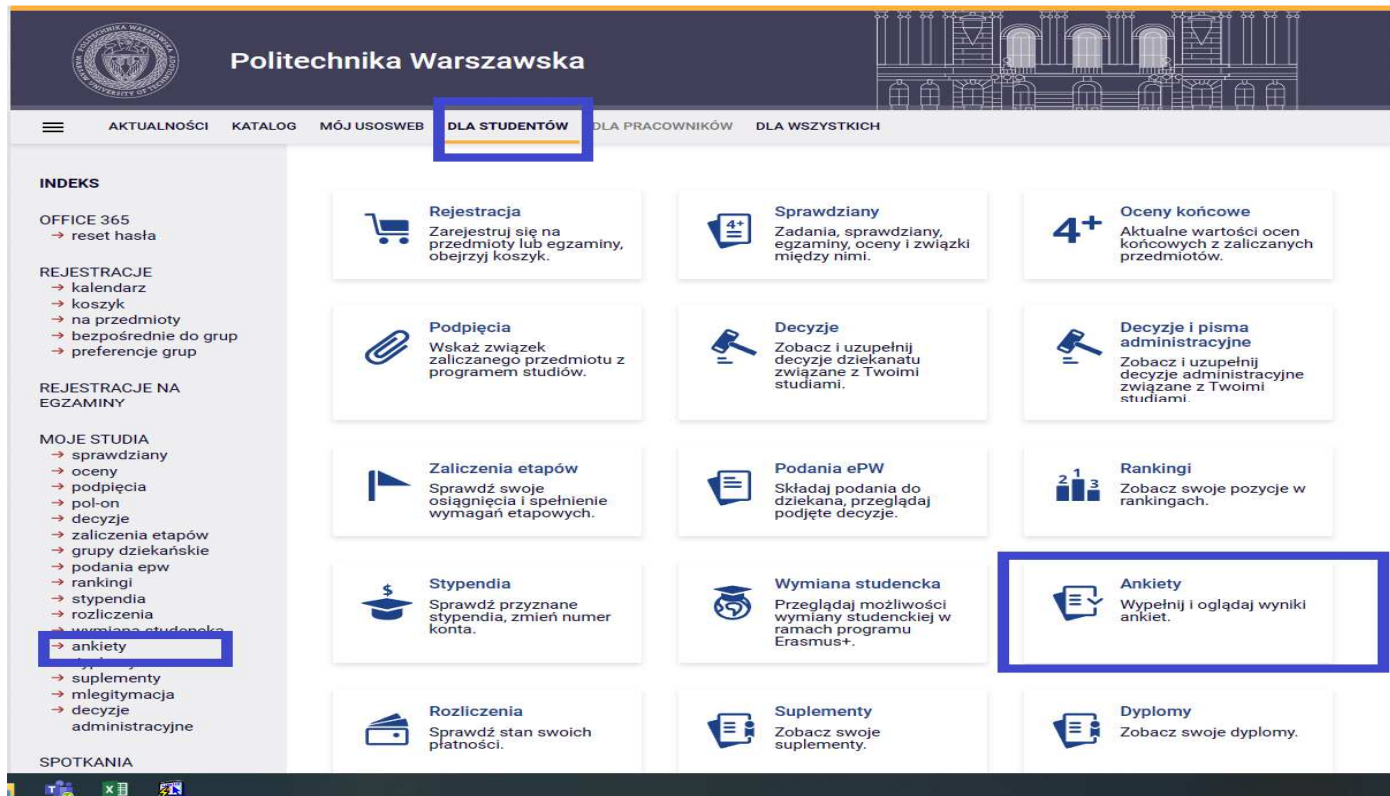 Politechnika Warszawska
AKTUALNOŚCI KATALOG MÓJ USOSWEB DLA STUDENTÓW DLA PRACOWNIKÓW DLA WSZYSTKICH
INDEKS
OFFICE 365
→ reset hasła
REJESTRACJE
→ kalendarz
→ koszyk
→ na przedmioty
→ bezpośrednie do grup
→ preferencje grup
REJESTRACJE NA
EGZAMINY
MOJE STUDIA
→ sprawdziany
→ oceny
→ podpięcia
→ pol-on
→ decyzje
→ zaliczenia etapów
→ grupy dziekańskie
→ podania epw
→ rankingi
→ stypendia
→ rozliczenia
→ wymiana studencka
→ ankiety
→ suplementy
→ mlegitymacja
→ decyzje
administracyjne
SPOTKANIA
Rejestracja
Zarejestruj się na
przedmioty lub egzaminy,
obejrzyj koszyk.
4+
Sprawdziany
Zadania, sprawdziany,
egzaminy, oceny i związki
między nimi.
4+
Oceny końcowe
Aktualne wartości ocen
końcowych z zaliczanych
przedmiotów.
Podpięcia
Wskaż związek
zaliczanego przedmiotu z
programem studiów.
Decyzje
Zobacz i uzupełnij
decyzje dziekanatu
związane z Twoimi
studiami.
Decyzje i pisma
administracyjne
Zobacz i uzupełnij
decyzje administracyjne
związane z Twoimi
studiami.
Zaliczenia etapów
Sprawdź swoje
osiągnięcia i spełnienie
wymagań etapowych.
Podania ePW
Składaj podania do
dziekana, przeglądaj
podjęte decyzje.
2 1 3
Rankingi
Zobacz swoje pozycje w
rankingach.
$
Stypendia
Sprawdź przyznane
stypendia, zmień numer
konta.
Wymiana studencka
Przeglądaj możliwości
wymiany studenckiej w
ramach programu
Erasmus+.
Ankiety
Wypełnij i oglądaj wyniki
ankiet.
Rozliczenia
Sprawdź stan swoich
płatności.
Suplementy
Zobacz swoje
suplementy.
Dyplomy
Zobacz swoje dyplomy.